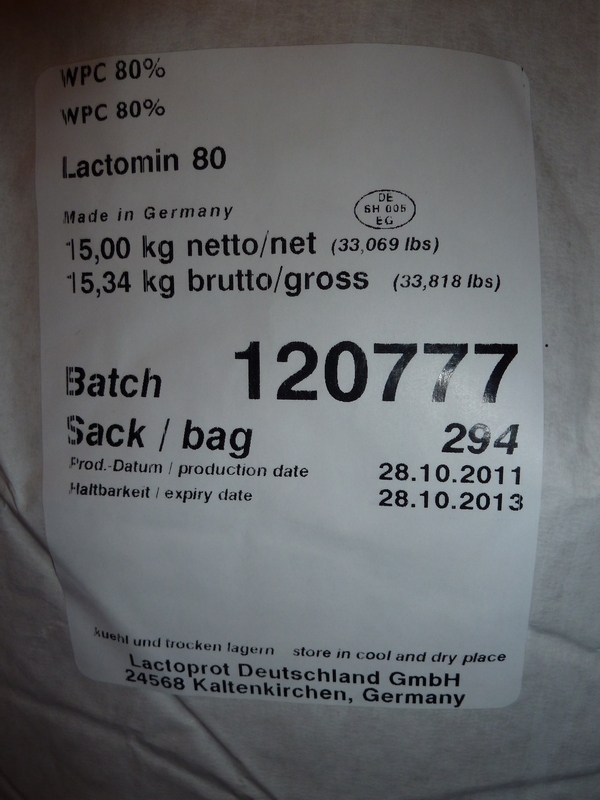 WPC 80%
WPC 80%
Lactomin 80
Made in Germany
DE
SH 005
EG
15,00 kg netto/net (33,069 lbs)
15,34 kg brutto/gross (33,818 lbs)
Batch 120777
Sack / bag 294
Prod.-Datum / production date 28.10.2011
Haltbarkeit / expiry date 28.10.2013
kuehl und trocken lagern store in cool and dry place
Lactoprot Deutschland GmbH
24568 Kaltenkirchen, Germany